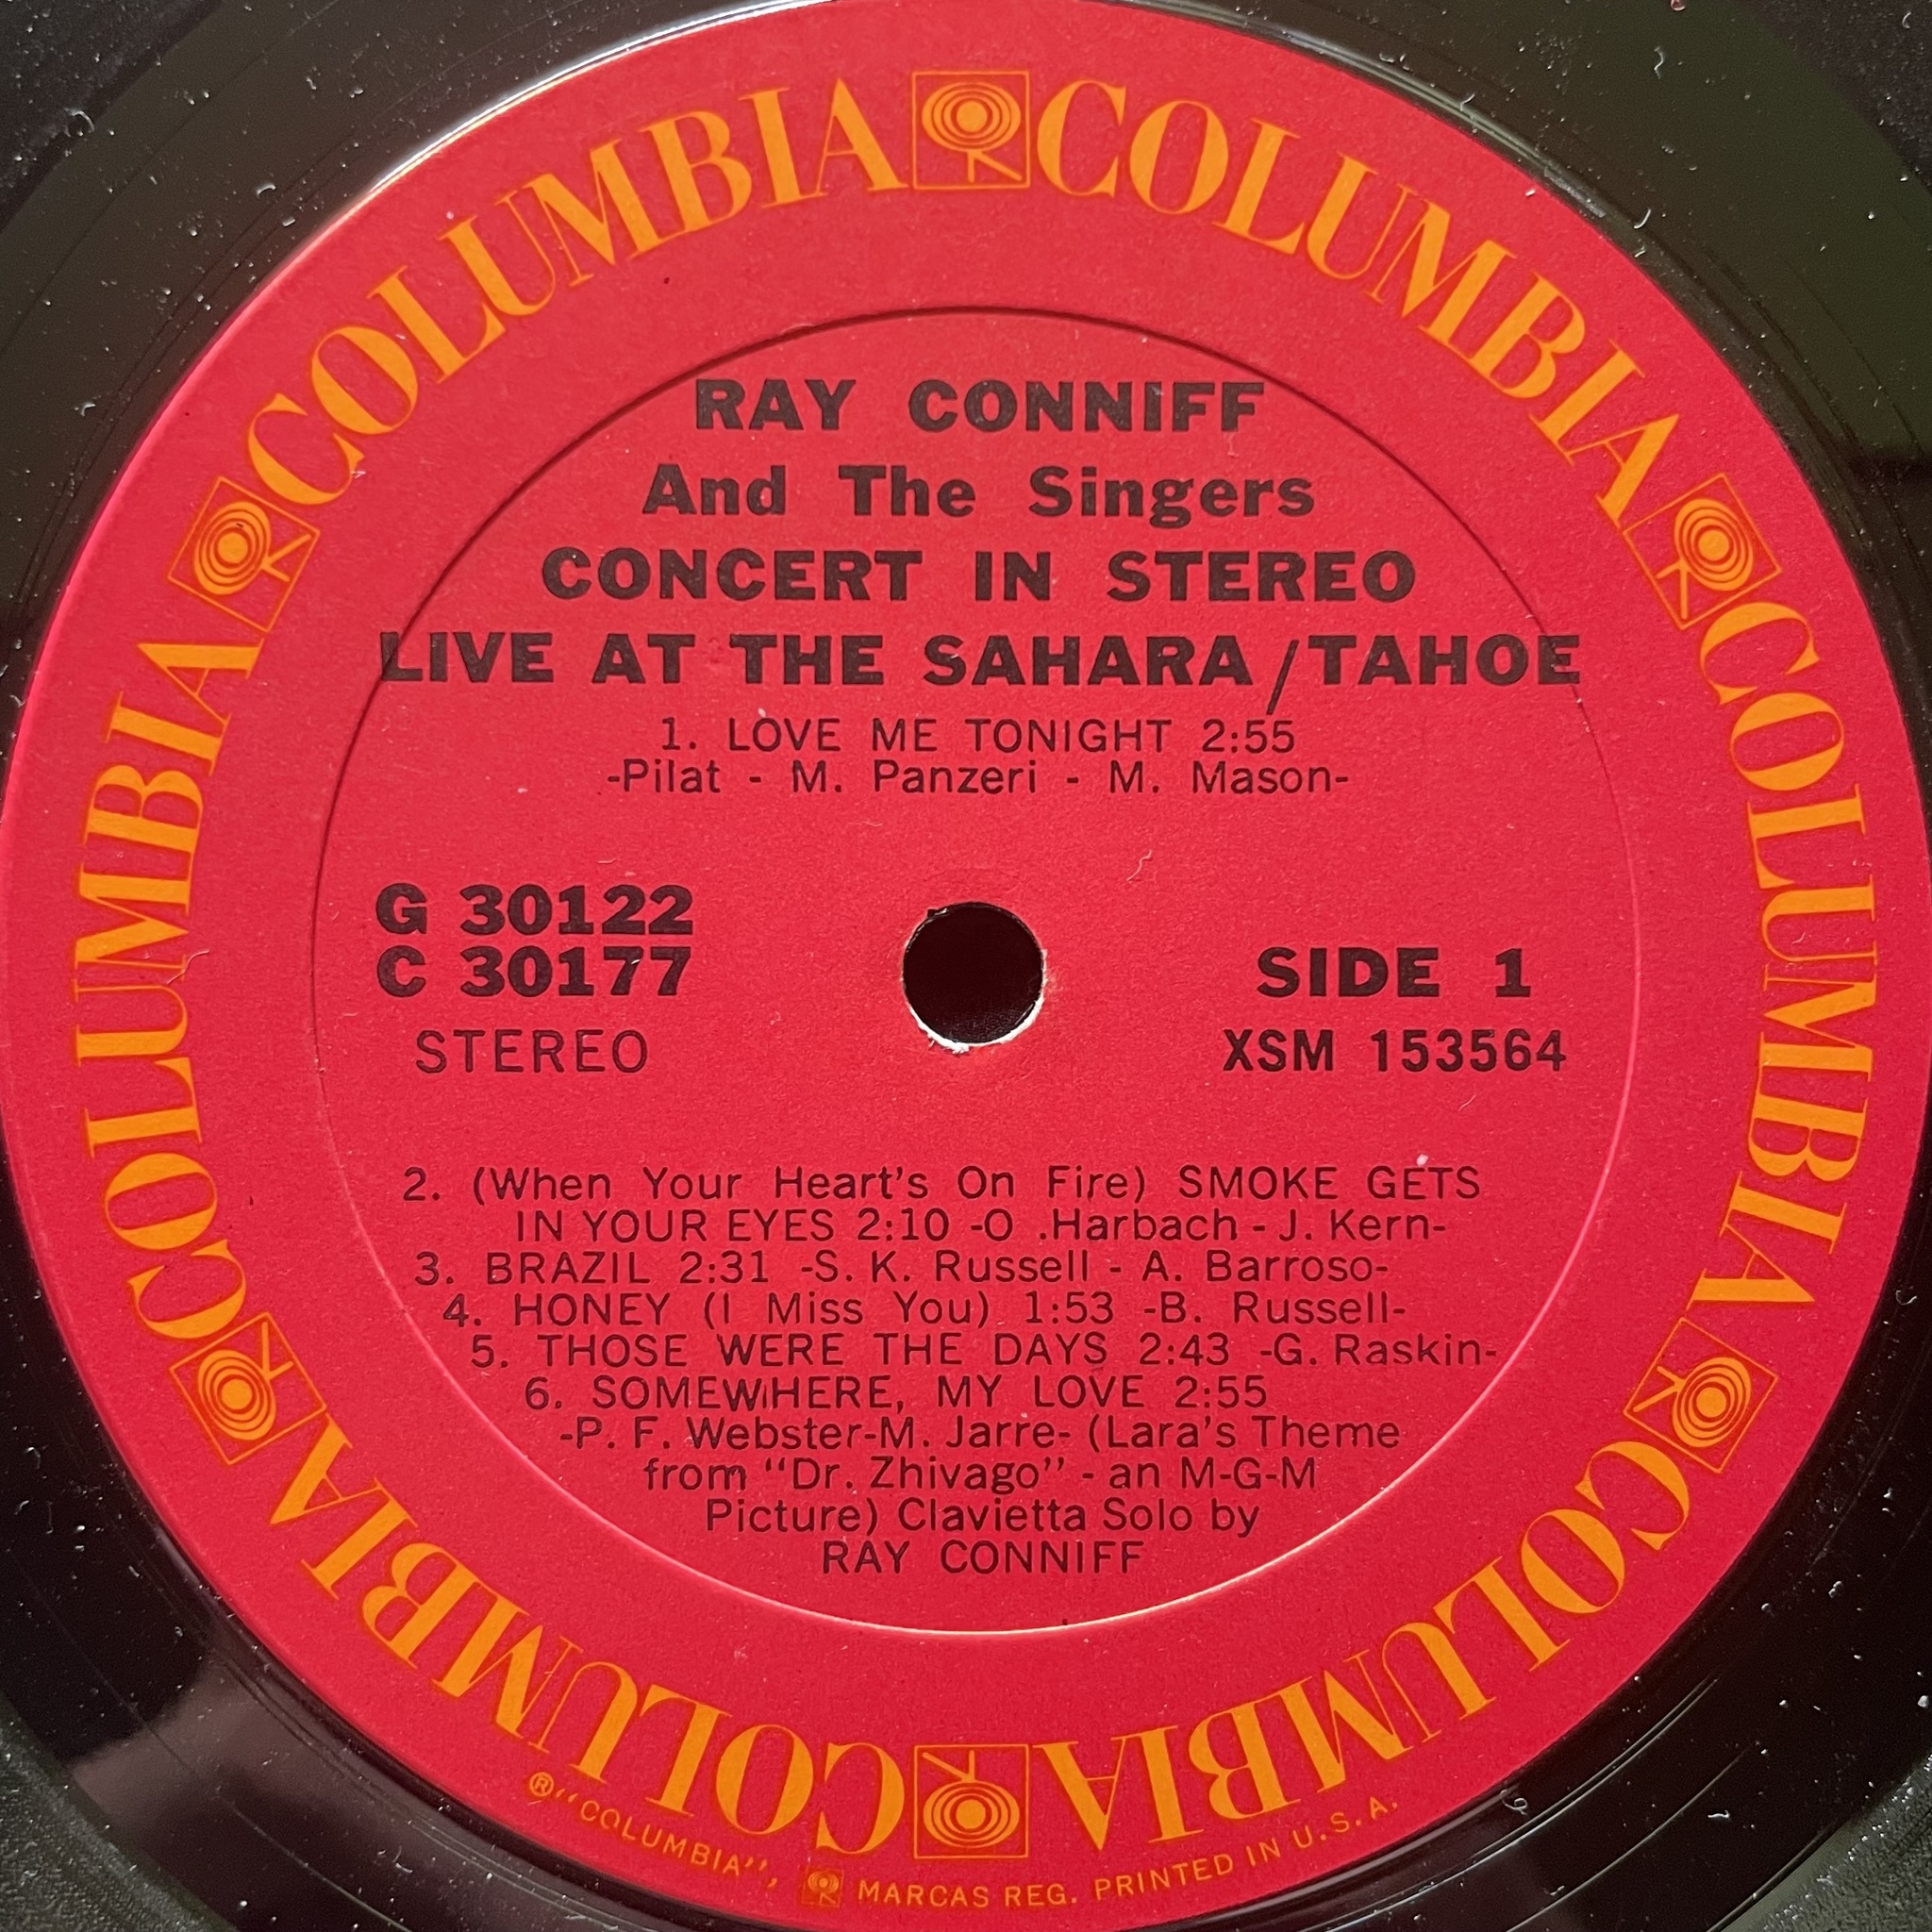 COLUMBIA COLUMBIA COLUMBIA COLUMBIA COLUMBIA COLUMBIA
RAY CONNIFF
And The Singers
CONCERT IN STEREO
LIVE AT THE SAHARA/TAHOE
1. LOVE ME TONIGHT 2:55
-Pilat - M. Panzeri - M. Mason-
G 30122
C 30177
STEREO
SIDE 1
XSM 153564
2. (When Your Heart's On Fire) SMOKE GETS
IN YOUR EYES 2:10 -O .Harbach - J. Kern-
3. BRAZIL 2:31 -S. K. Russell - A. Barroso-
4. HONEY (I Miss You) 1:53 -B. Russell-
5. THOSE WERE THE DAYS 2:43 -G. Raskin-
6. SOMEWHERE, MY LOVE 2:55
-P. F. Webster-M. Jarre- (Lara's Theme
from "Dr. Zhivago" - an M-G-M
Picture) Clavietta Solo by
RAY CONNIFF
®"COLUMBIA", MARCAS REG. PRINTED IN U.S.A.